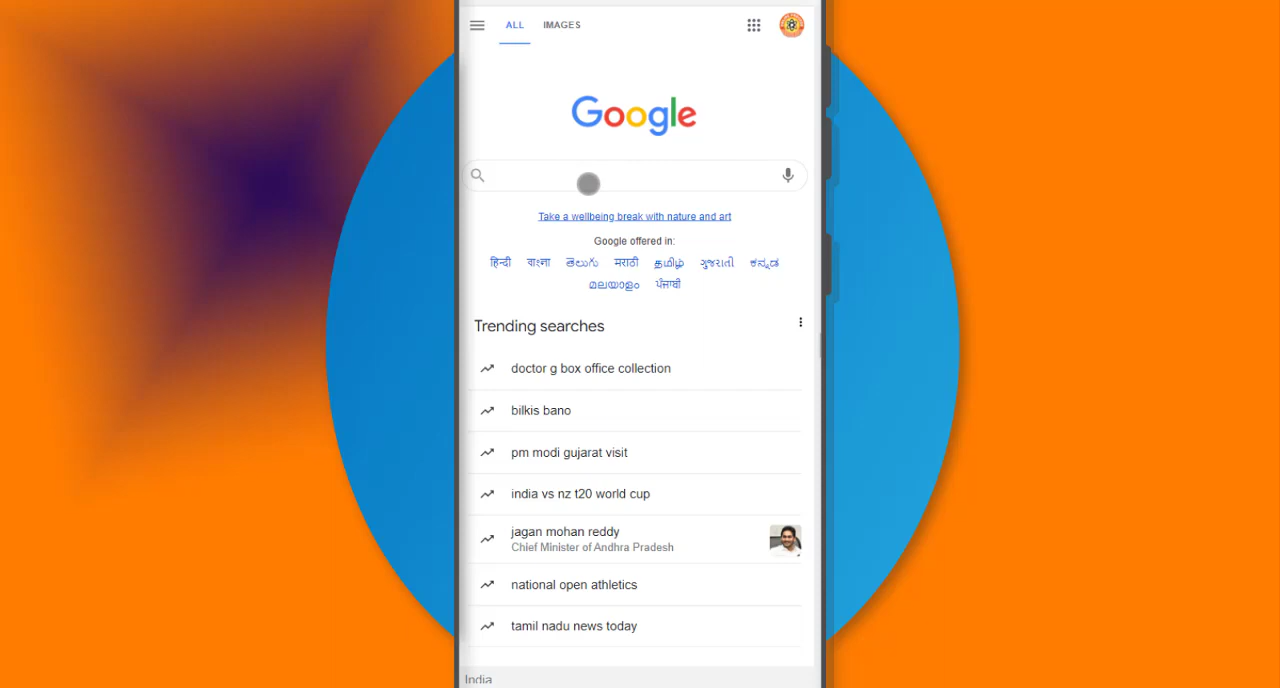 ALL IMAGES
Google
Take a wellbeing break with nature and art
Google offered in:
हिन्दी বাংলা తెలుగు मराठी தமிழ் ગુજરાતી ಕನ್ನಡ
മലയാളം ਪੰਜਾਬੀ
Trending searches
doctor g box office collection
bilkis bano
pm modi gujarat visit
india vs nz t20 world cup
jagan mohan reddy
Chief Minister of Andhra Pradesh
national open athletics
tamil nadu news today
India